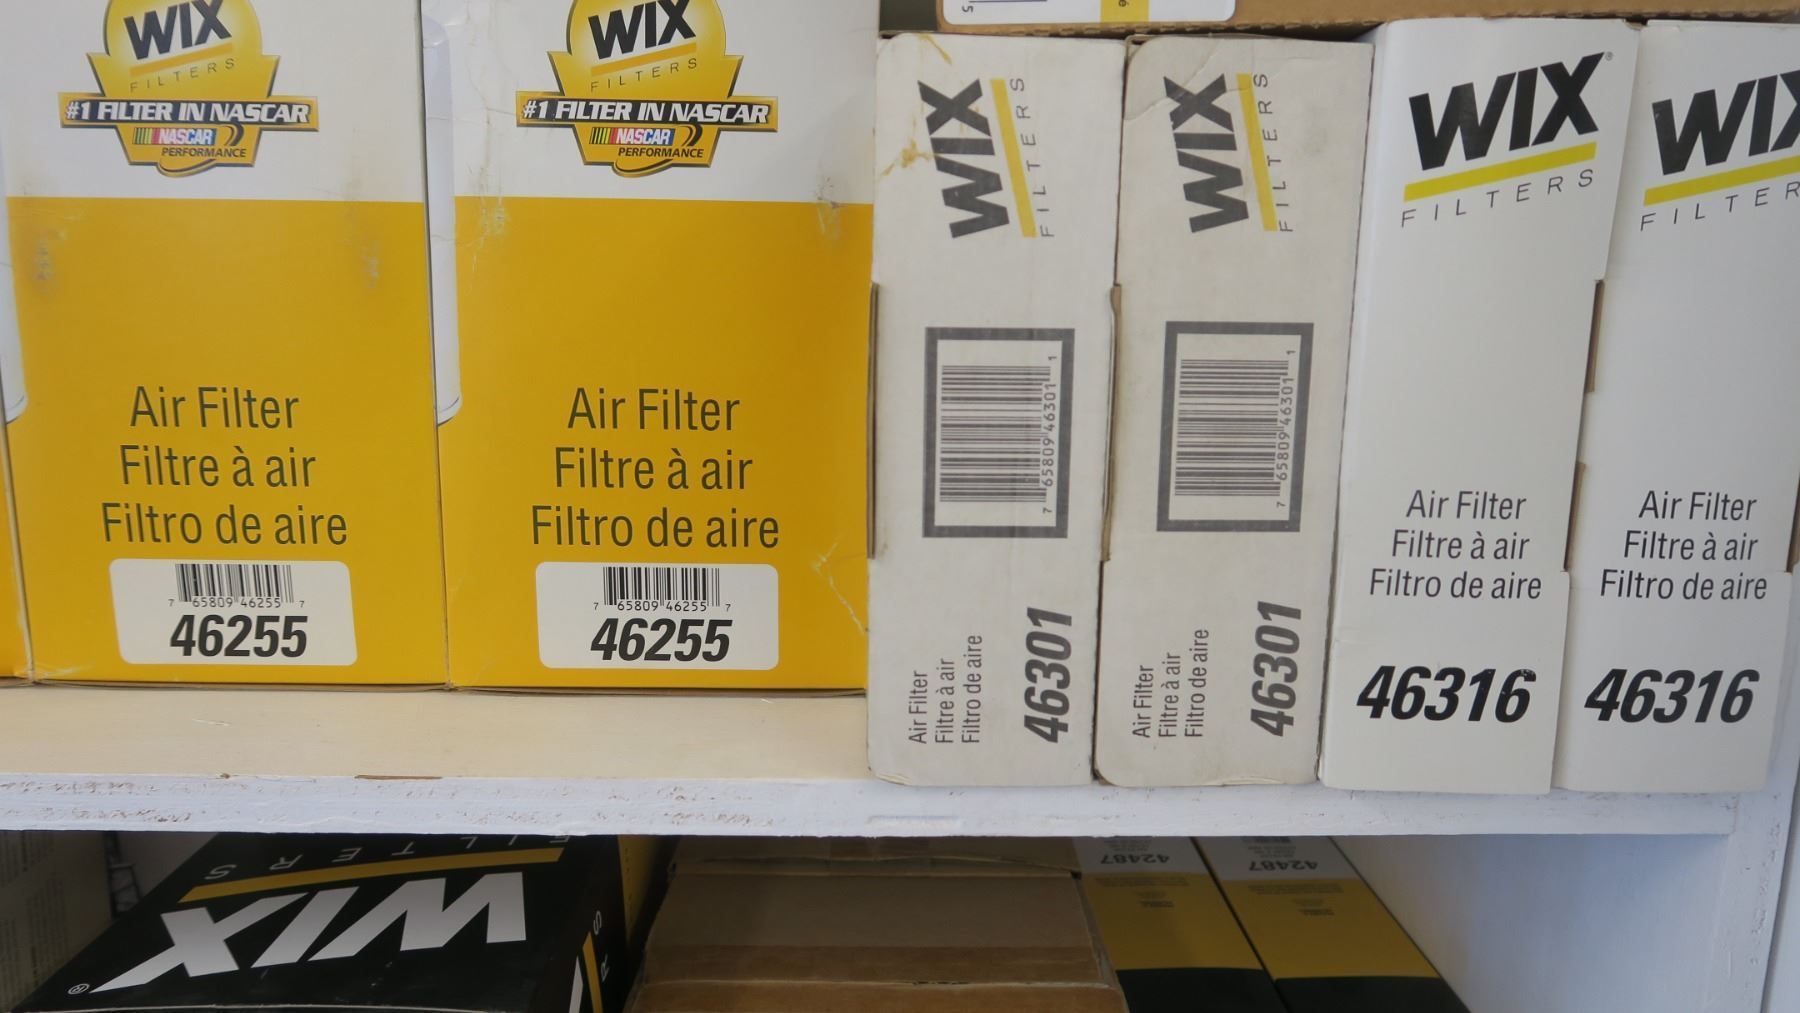 WIX
FILTERS
#1 FILTER IN NASCAR
NASCAR
PERFORMANCE
Air Filter
Filtre à air
Filtro de aire
7 65809 46255 7
46255
WIX
FILTERS
#1 FILTER IN NASCAR
NASCAR
PERFORMANCE
Air Filter
Filtre à air
Filtro de aire
7 65809 46255 7
46255
WIX
FILTERS
7 65809 46301 1
Air Filter
Filtre à air
Filtro de aire
46301
WIX
FILTERS
7 65809 46301 1
Air Filter
Filtre à air
Filtro de aire
46301
WIX®
FILTERS
Air Filter
Filtre à air
Filtro de aire
46316
WIX
FILTER
Air Filter
Filtre à air
Filtro de aire
46316
WIX®
FILTERS
42487
42487